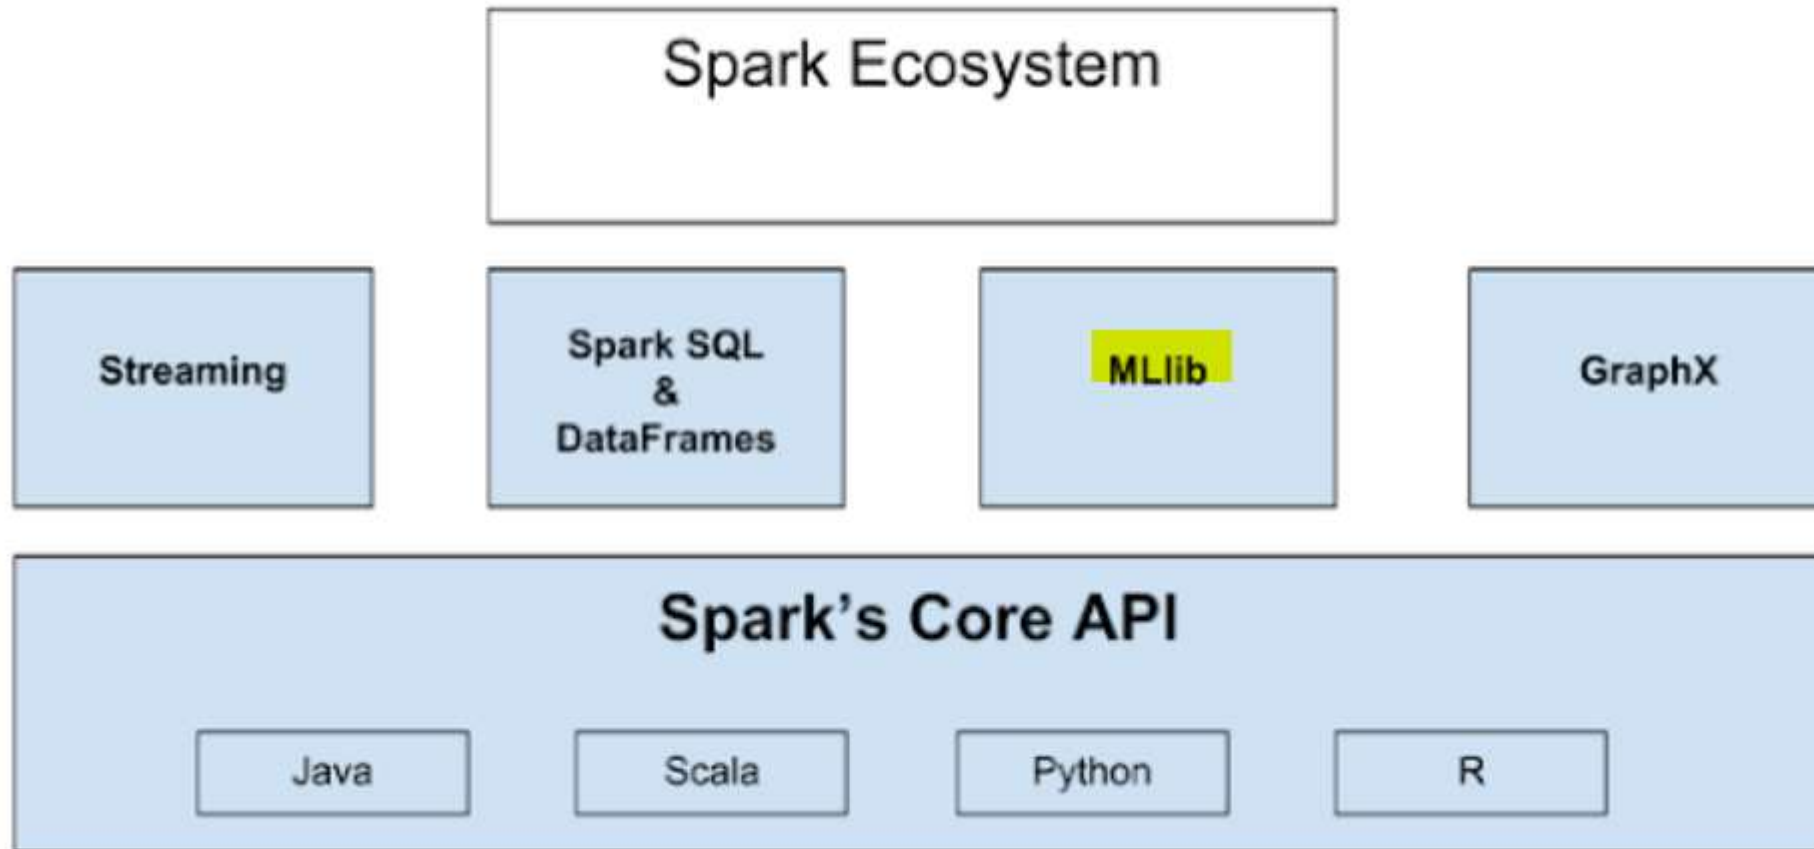 Spark Ecosystem
Streaming
Spark SQL
&
DataFrames
MLlib
GraphX
Spark’s Core API
Java
Scala
Python
R